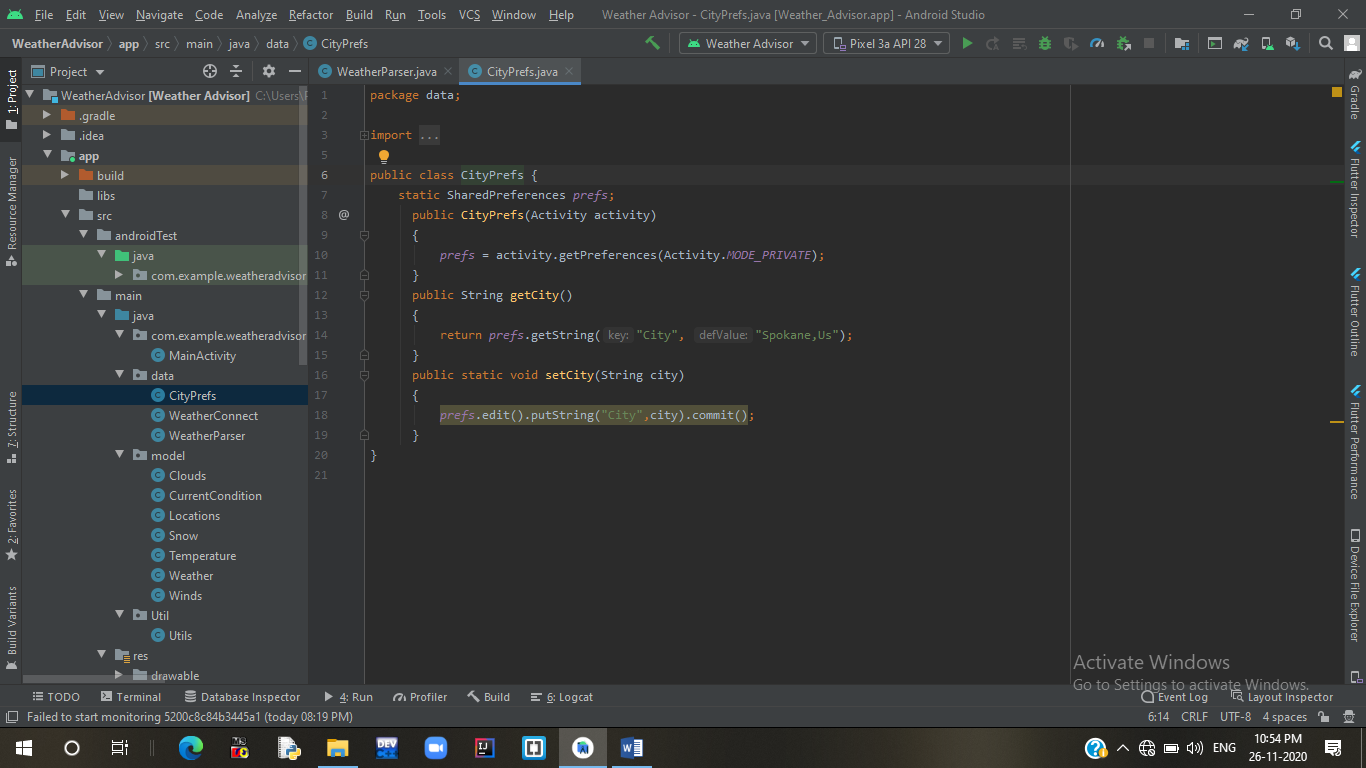 File Edit View Navigate Code Analyze Refactor Build Run Tools VCS Window Help Weather Advisor - CityPrefs.java [Weather_Advisor.app] - Android Studio
WeatherAdvisor app src main java data CityPrefs Weather Advisor Pixel 3a API 28
Project WeatherParser.java CityPrefs.java
1: Project
Resource Manager
7: Structure
2: Favorites
Build Variants
WeatherAdvisor [Weather Advisor] C:\Users\
.gradle
.idea
app
build
libs
src
androidTest
java
com.example.weatheradvisor
main
java
com.example.weatheradvisor
MainActivity
data
CityPrefs
WeatherConnect
WeatherParser
model
Clouds
CurrentCondition
Locations
Snow
Temperature
Weather
Winds
Util
Utils
res
drawable
1 package data;
2
3 import ...
5
6 public class CityPrefs {
7 static SharedPreferences prefs;
8 @ public CityPrefs(Activity activity)
9 {
10 prefs = activity.getPreferences(Activity.MODE_PRIVATE);
11 }
12 public String getCity()
13 {
14 return prefs.getString( key: "City", defValue: "Spokane,Us");
15 }
16 public static void setCity(String city)
17 {
18 prefs.edit().putString("City",city).commit();
19 }
20 }
21
Gradle
Flutter Inspector
Flutter Outline
Flutter Performance
Device File Explorer
Activate Windows
Go to Settings to activate Windows.
TODO Terminal Database Inspector 4: Run Profiler Build 6: Logcat Event Log Layout Inspector
Failed to start monitoring 5200c8c84b3445a1 (today 08:19 PM) 6:14 CRLF UTF-8 4 spaces
DEV
ENG 10:54 PM
26-11-2020